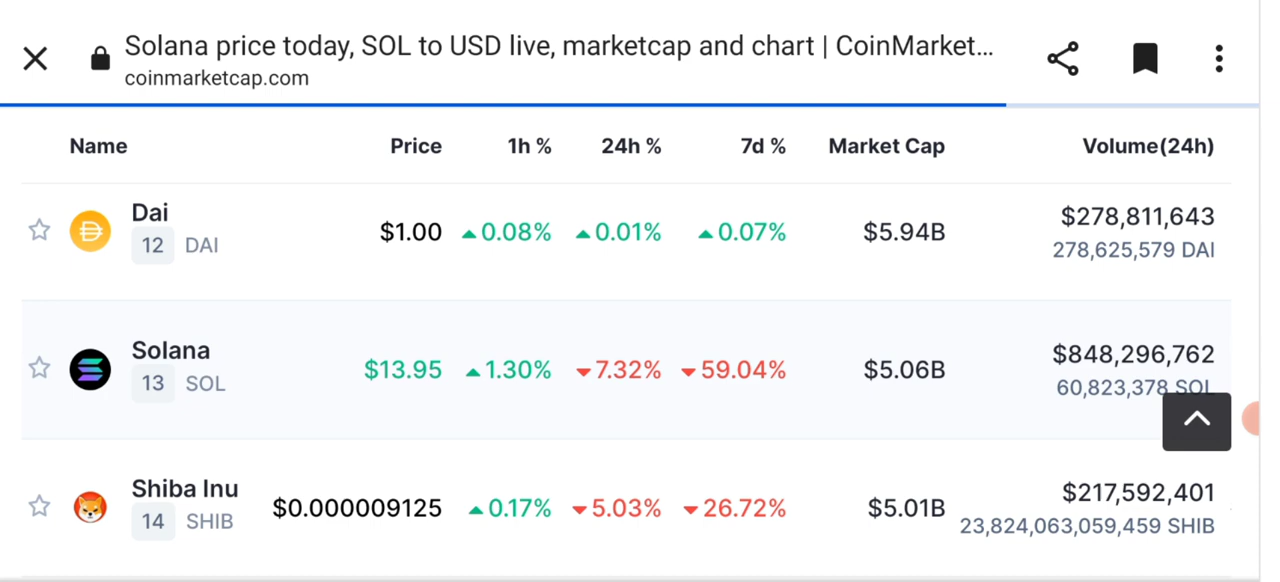 Solana price today, SOL to USD live, marketcap and chart | CoinMarket...
coinmarketcap.com
Name Price 1h % 24h % 7d % Market Cap Volume(24h)
Dai $1.00 ▲0.08% ▲0.01% ▲0.07% $5.94B $278,811,643
12 DAI 278,625,579 DAI
Solana $13.95 ▲1.30% ▼7.32% ▼59.04% $5.06B $848,296,762
13 SOL 60,823,378 SOL
Shiba Inu $0.000009125 ▲0.17% ▼5.03% ▼26.72% $5.01B $217,592,401
14 SHIB 23,824,063,059,459 SHIB